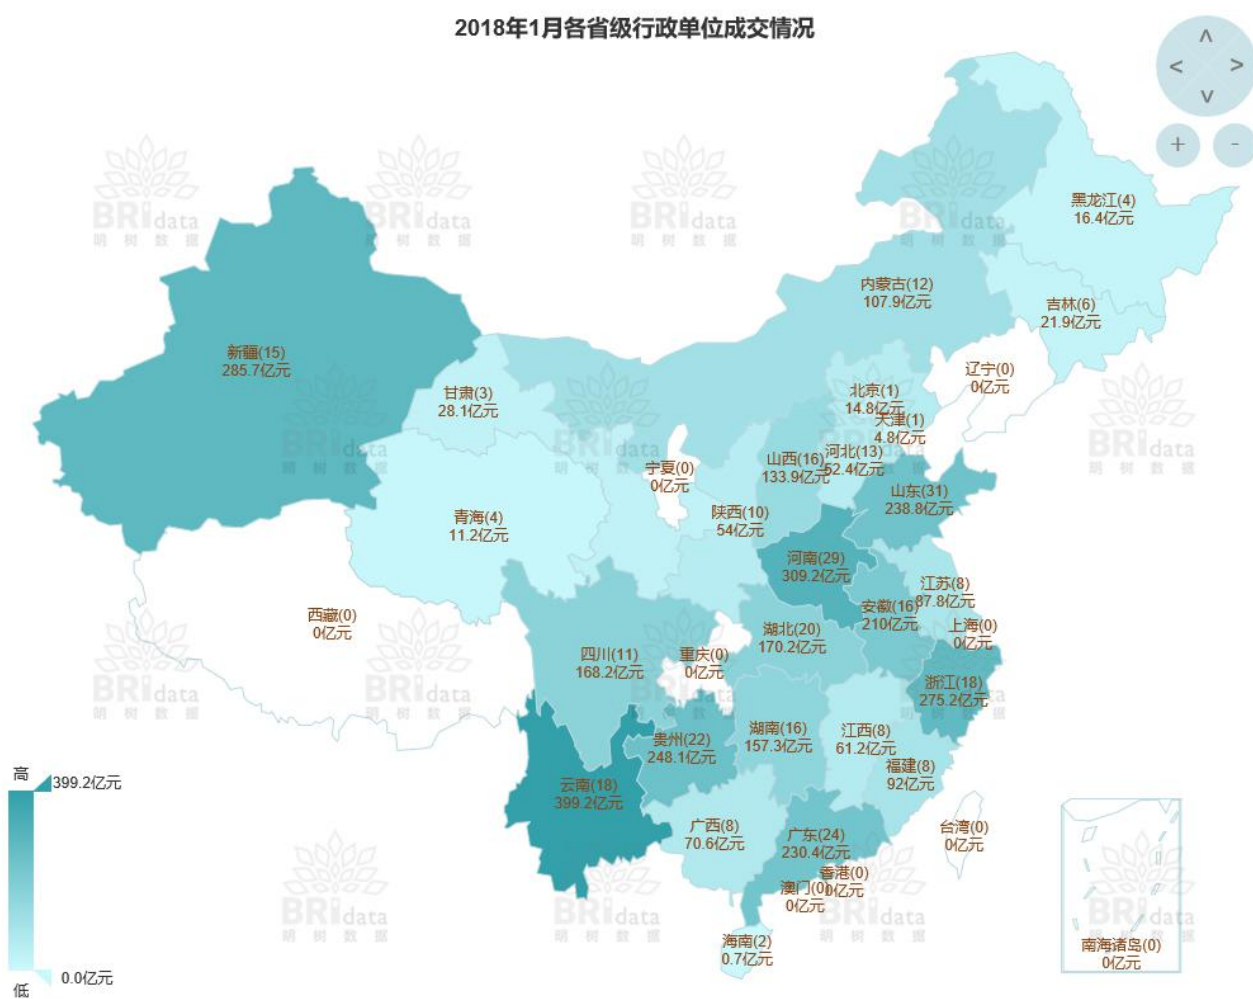 2018年1月各省级行政单位成交情况
黑龙江(4)
16.4亿元
内蒙古(12)
107.9亿元
吉林(6)
21.9亿元
新疆(15)
285.7亿元
辽宁(0)
0亿元
甘肃(3)
28.1亿元
北京(1)
14.8亿元
天津(1)
4.8亿元
河北(13)
52.4亿元
山西(16)
133.9亿元
宁夏(0)
0亿元
山东(31)
238.8亿元
陕西(10)
54亿元
青海(4)
11.2亿元
河南(29)
309.2亿元
江苏(8)
87.8亿元
安徽(16)
210亿元
西藏(0)
0亿元
上海(0)
0亿元
湖北(20)
170.2亿元
四川(11)
168.2亿元
重庆(0)
0亿元
浙江(18)
275.2亿元
湖南(16)
157.3亿元
江西(8)
61.2亿元
贵州(22)
248.1亿元
福建(8)
92亿元
云南(18)
399.2亿元
广西(8)
70.6亿元
广东(24)
230.4亿元
台湾(0)
0亿元
香港(0)
0亿元
澳门(0)
0亿元
海南(2)
0.7亿元
南海诸岛(0)
0亿元
高
399.2亿元
0.0亿元
低
BRIdata
明树数据